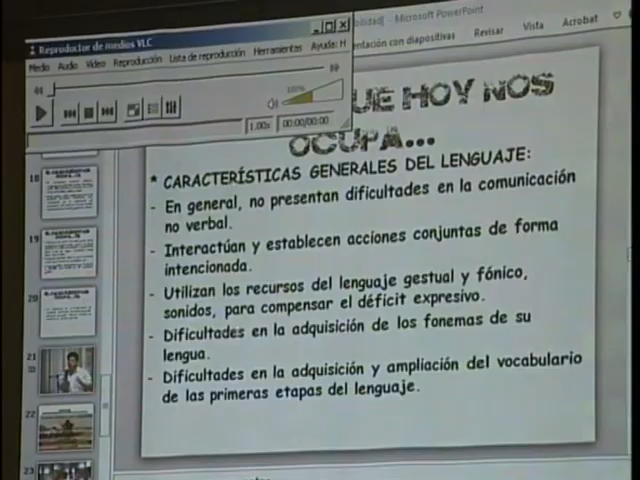 Reproductor de medios VLC
Medio Audio Video Reproducción Lista de reproducción Herramientas Ayuda: H
100%
1.00x 00:00/00:00
Microsoft PowerPoint
diapositivas Revisar Vista Acrobat
UE HOY NOS
OCUPA...
* CARACTERÍSTICAS GENERALES DEL LENGUAJE:
- En general, no presentan dificultades en la comunicación
no verbal.
- Interactúan y establecen acciones conjuntas de forma
intencionada.
- Utilizan los recursos del lenguaje gestual y fónico,
sonidos, para compensar el déficit expresivo.
- Dificultades en la adquisición de los fonemas de su
lengua.
- Dificultades en la adquisición y ampliación del vocabulario
de las primeras etapas del lenguaje.
18
19
20
21
22
23